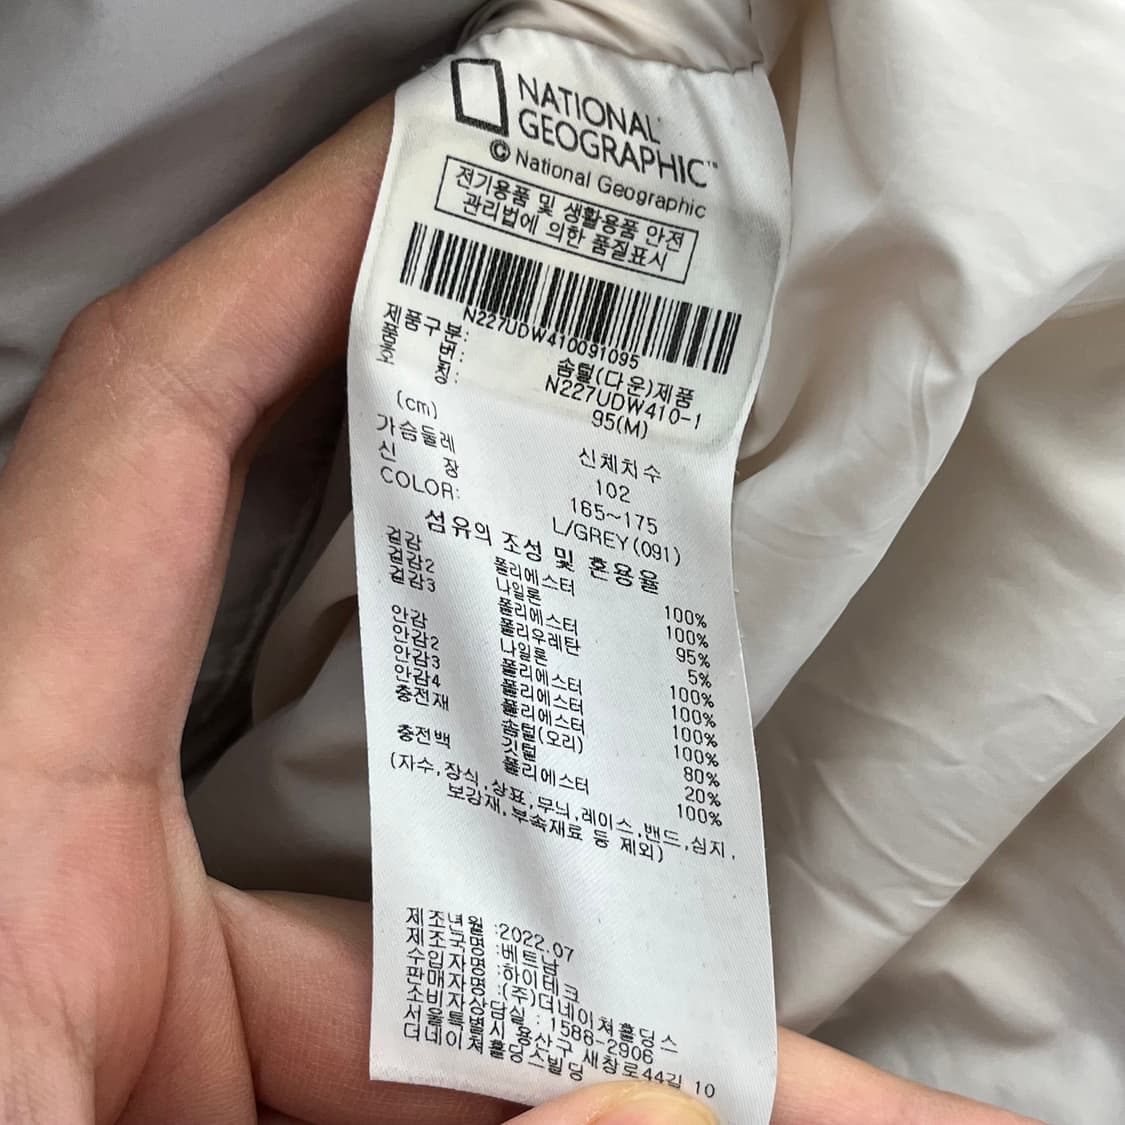 NATIONAL
GEOGRAPHIC™
© National Geographic
전기용품 및 생활용품 안전
관리법에 의한 품질표시
N227UDW410091095
제품구분: 솜털(다운)제품
품 번: N227UDW410-1
호 칭: 95(M)
(cm) 신체치수
가슴둘레 102
신 장 165~175
COLOR: L/GREY(091)
섬유의 조성 및 혼용율
겉감 폴리에스터 100%
겉감2 나일론 100%
겉감3 폴리에스터 95%
폴리우레탄 5%
안감 나일론 100%
안감2 폴리에스터 100%
안감3 폴리에스터 100%
안감4 폴리에스터 100%
충전재 솜털(오리) 80%
깃털 20%
충전백 폴리에스터 100%
(자수,장식,상표,무늬,레이스,밴드,심지,
보강재,부속재료 등 제외)
제조년월 :2022.07
제조국명 :베트남
수입자명 :하이테크
판매자명 :(주)더네이쳐홀딩스
소비자상담실 : 1588-2906
서울특별시 용산구 새창로44길 10
더네이쳐홀딩스빌딩